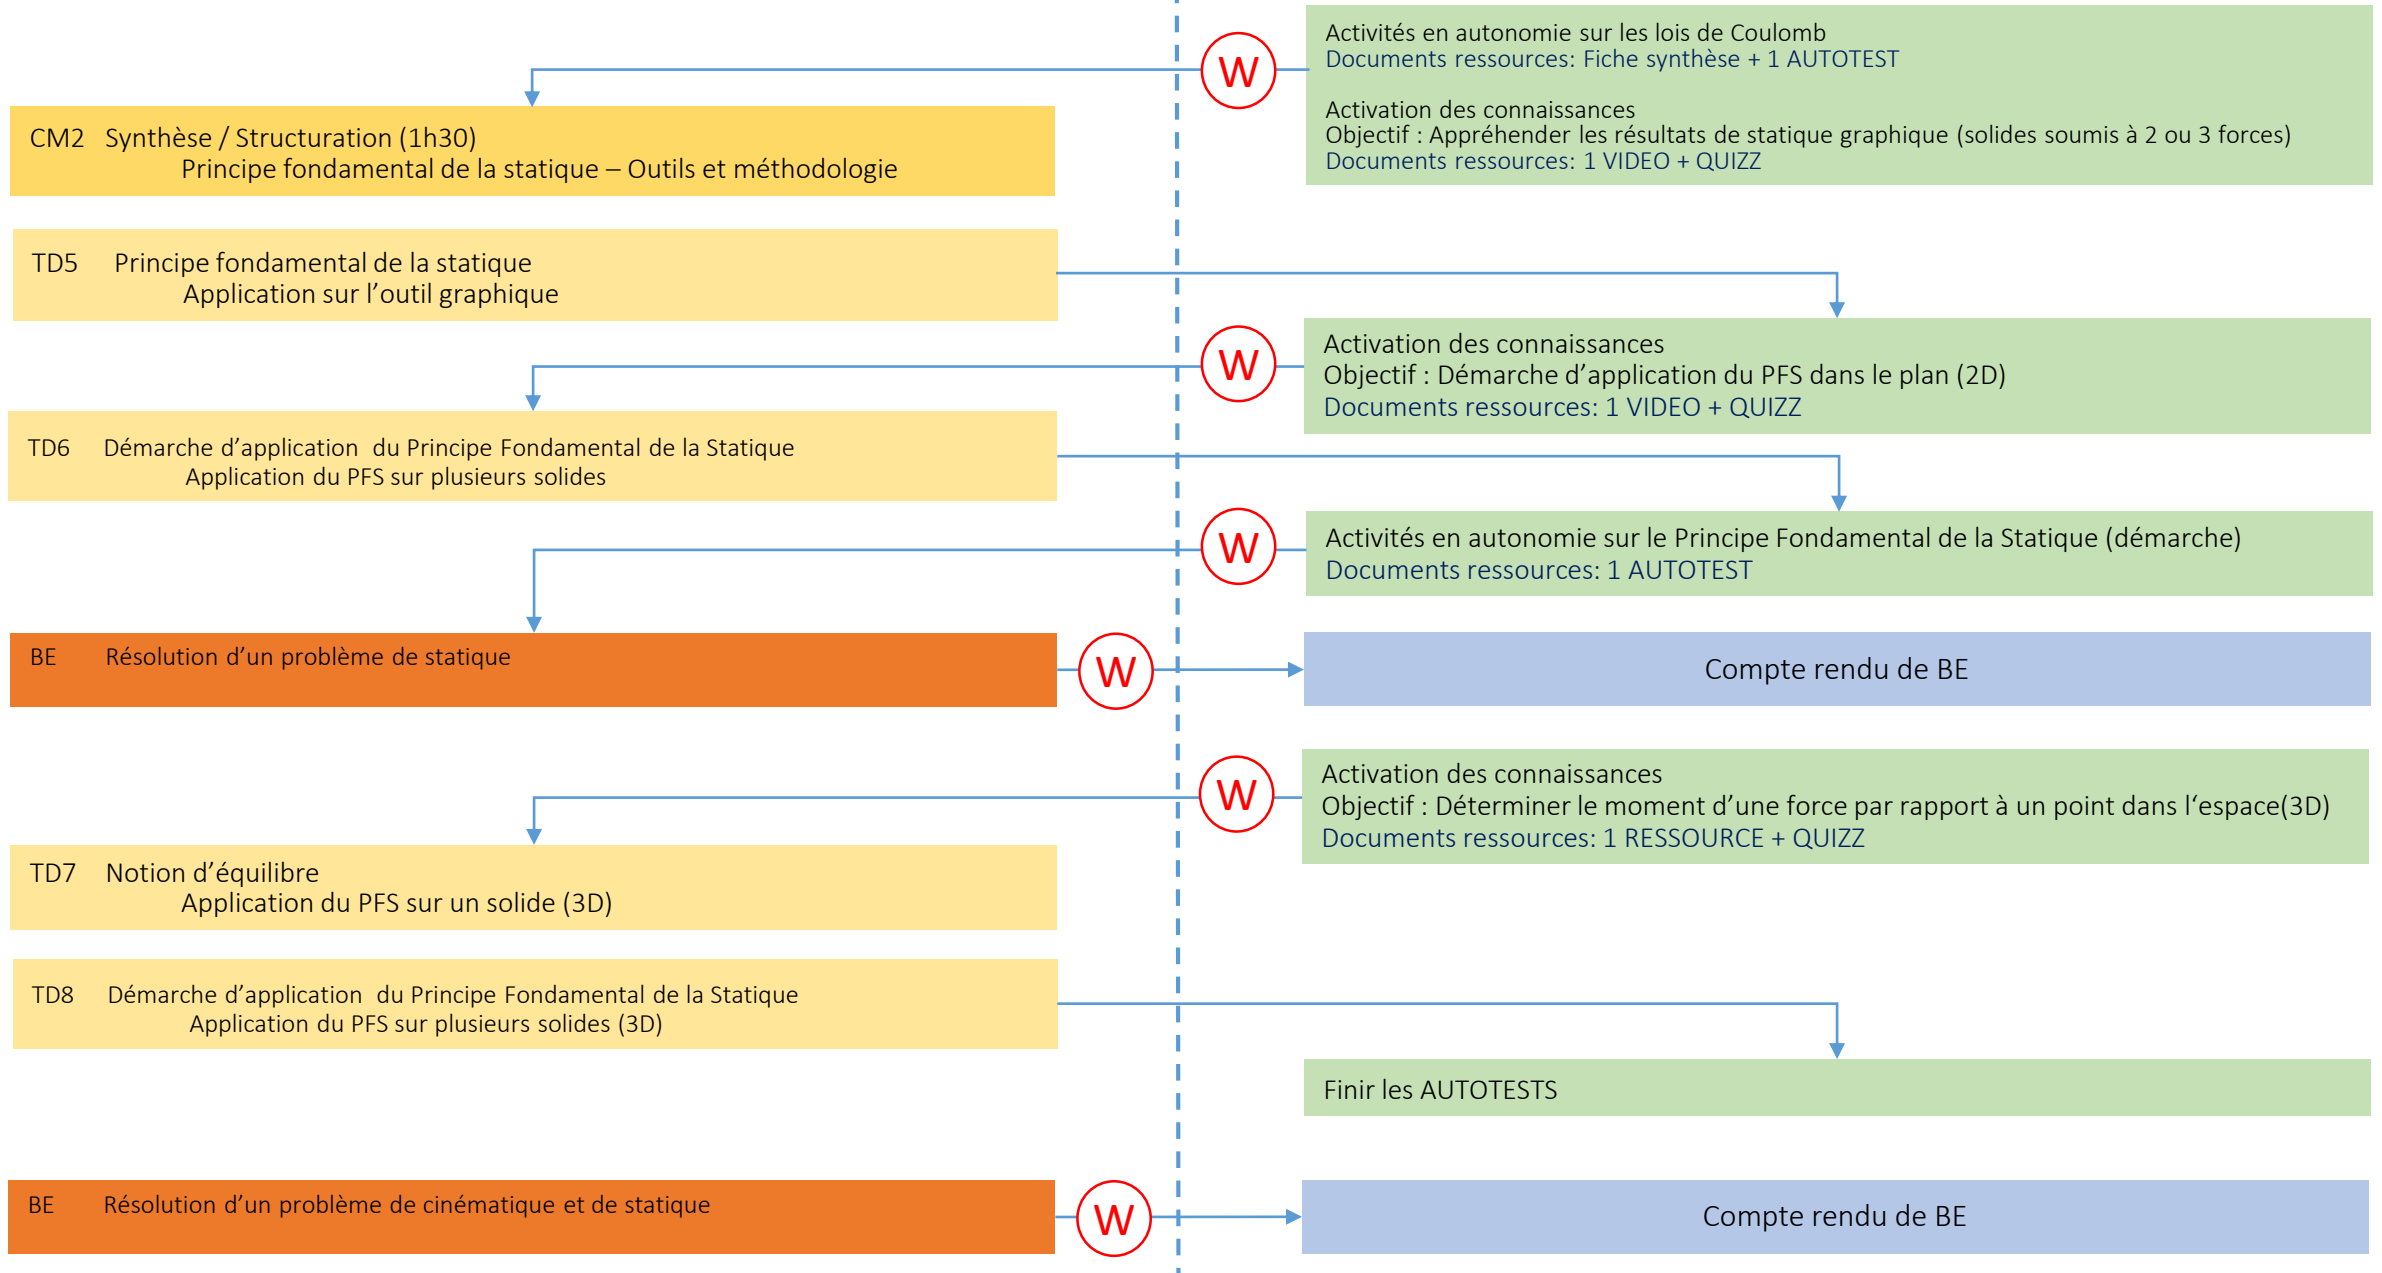 Activités en autonomie sur les lois de Coulomb
Documents ressources: Fiche synthèse + 1 AUTOTEST
W
Activation des connaissances
Objectif : Appréhender les résultats de statique graphique (solides soumis à 2 ou 3 forces)
Documents ressources: 1 VIDEO + QUIZZ
CM2 Synthèse / Structuration (1h30)
Principe fondamental de la statique – Outils et méthodologie
TD5 Principe fondamental de la statique
Application sur l’outil graphique
W
Activation des connaissances
Objectif : Démarche d’application du PFS dans le plan (2D)
Documents ressources: 1 VIDEO + QUIZZ
TD6 Démarche d’application du Principe Fondamental de la Statique
Application du PFS sur plusieurs solides
W
Activités en autonomie sur le Principe Fondamental de la Statique (démarche)
Documents ressources: 1 AUTOTEST
BE Résolution d’un problème de statique
W
Compte rendu de BE
W
Activation des connaissances
Objectif : Déterminer le moment d’une force par rapport à un point dans l‘espace(3D)
Documents ressources: 1 RESSOURCE + QUIZZ
TD7 Notion d’équilibre
Application du PFS sur un solide (3D)
TD8 Démarche d’application du Principe Fondamental de la Statique
Application du PFS sur plusieurs solides (3D)
Finir les AUTOTESTS
BE Résolution d’un problème de cinématique et de statique
W
Compte rendu de BE